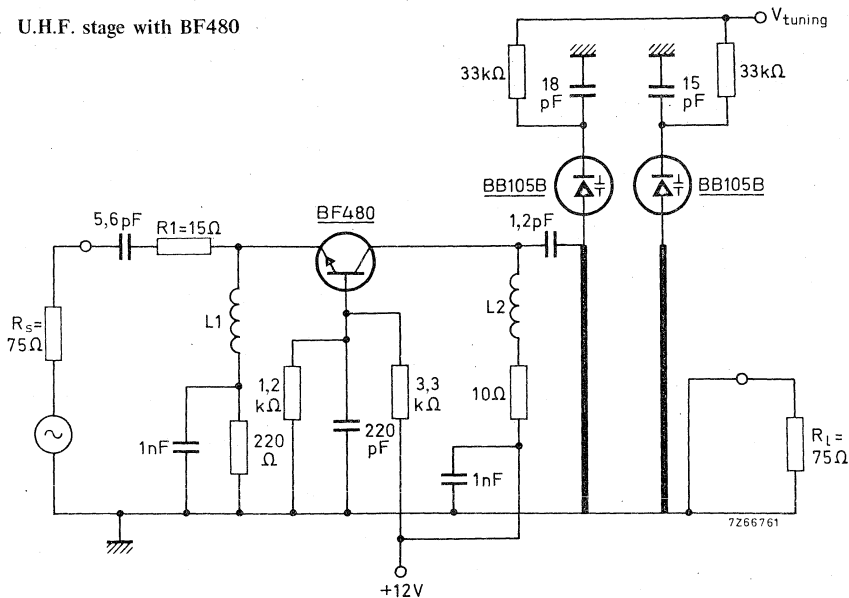 U.H.F. stage with BF480
Vtuning
33kΩ
18
pF
15
pF
33kΩ
BB105B
BB105B
5,6pF
R1=15Ω
BF480
1,2pF
L1
L2
Rs=
75Ω
1,2
kΩ
3,3
kΩ
10Ω
1nF
220
Ω
220
pF
1nF
Rl=
75Ω
7Z66761
+12V